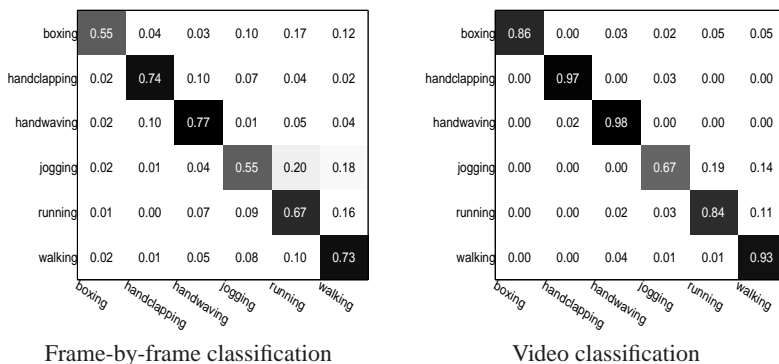 boxing 0.55 0.04 0.03 0.10 0.17 0.12
handclapping 0.02 0.74 0.10 0.07 0.04 0.02
handwaving 0.02 0.10 0.77 0.01 0.05 0.04
jogging 0.02 0.01 0.04 0.55 0.20 0.18
running 0.01 0.00 0.07 0.09 0.67 0.16
walking 0.02 0.01 0.05 0.08 0.10 0.73
boxing handclapping handwaving jogging running walking
Frame-by-frame classification
boxing 0.86 0.00 0.03 0.02 0.05 0.05
handclapping 0.00 0.97 0.00 0.03 0.00 0.00
handwaving 0.00 0.02 0.98 0.00 0.00 0.00
jogging 0.00 0.00 0.00 0.67 0.19 0.14
running 0.00 0.00 0.02 0.03 0.84 0.11
walking 0.00 0.00 0.04 0.01 0.01 0.93
boxing handclapping handwaving jogging running walking
Video classification